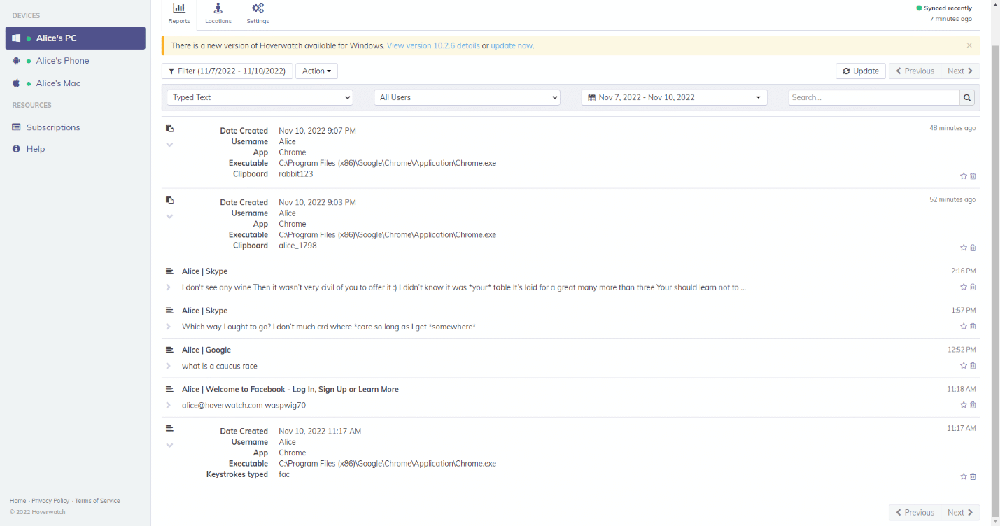 DEVICES
Alice's PC
Alice's Phone
Alice's Mac
RESOURCES
Subscriptions
Help
Home · Privacy Policy · Terms of Service
© 2022 Hoverwatch
Reports
Locations
Settings
Synced recently
7 minutes ago
There is a new version of Hoverwatch available for Windows. View version 10.2.6 details or update now.
Filter (11/7/2022 - 11/10/2022)
Action
Update
Previous
Next
Typed Text
All Users
Nov 7, 2022 - Nov 10, 2022
Search...
48 minutes ago
Date Created Nov 10, 2022 9:07 PM
Username Alice
App Chrome
Executable C:\Program Files (x86)\Google\Chrome\Application\Chrome.exe
Clipboard rabbit123
52 minutes ago
Date Created Nov 10, 2022 9:03 PM
Username Alice
App Chrome
Executable C:\Program Files (x86)\Google\Chrome\Application\Chrome.exe
Clipboard alice_1798
Alice | Skype 2:16 PM
I don't see any wine Then it wasn't very civil of you to offer it :) I didn't know it was *your* table It's laid for a great many more than three Your should learn not to ...
Alice | Skype 1:57 PM
Which way I ought to go? I don't much crd where *care so long as I get *somewhere*
Alice | Google 12:52 PM
what is a caucus race
Alice | Welcome to Facebook - Log In, Sign Up or Learn More 11:18 AM
alice@hoverwatch.com waspwig70
11:17 AM
Date Created Nov 10, 2022 11:17 AM
Username Alice
App Chrome
Executable C:\Program Files (x86)\Google\Chrome\Application\Chrome.exe
Keystrokes typed fac
Previous
Next